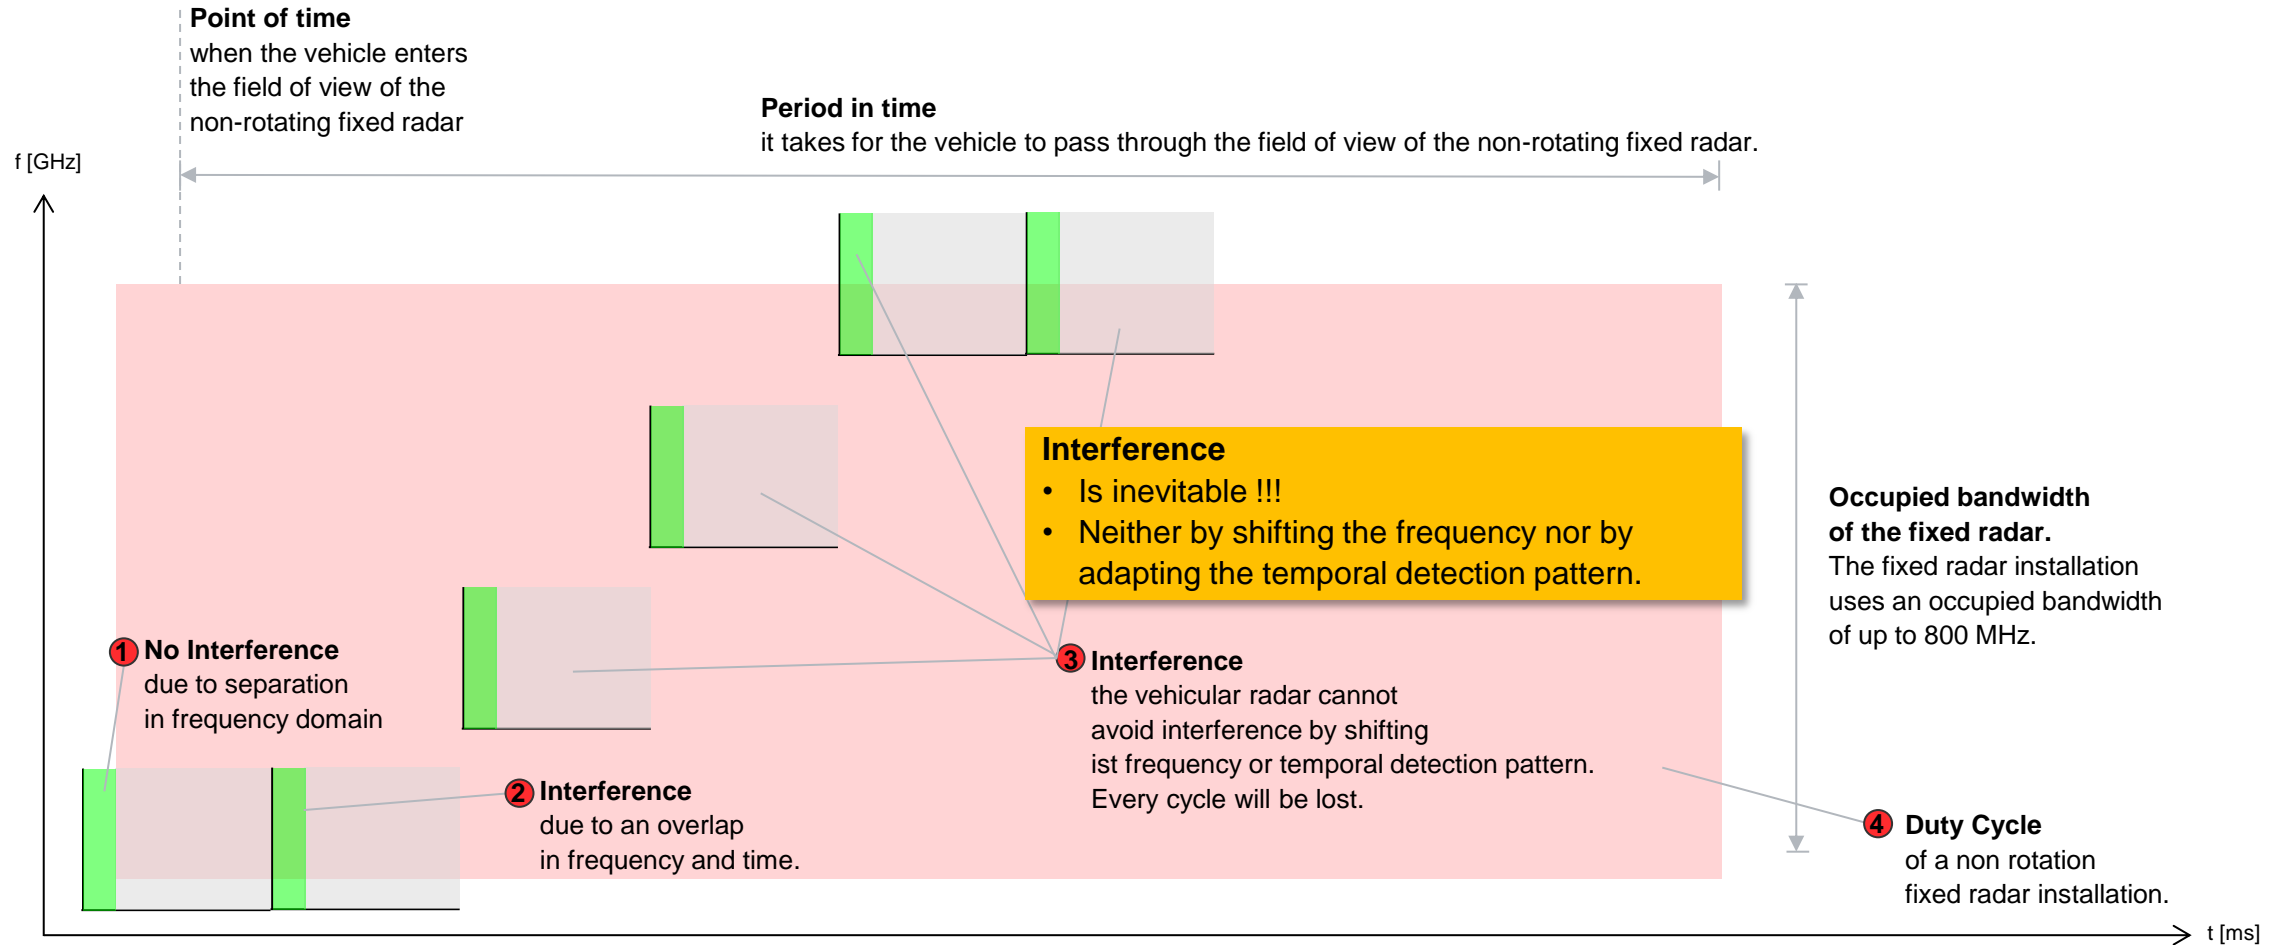 Point of time
when the vehicle enters
the field of view of the
non-rotating fixed radar
Period in time
it takes for the vehicle to pass through the field of view of the non-rotating fixed radar.
f [GHz]
Interference
• Is inevitable !!!
• Neither by shifting the frequency nor by
adapting the temporal detection pattern.
Occupied bandwidth
of the fixed radar.
The fixed radar installation
uses an occupied bandwidth
of up to 800 MHz.
1 No Interference
due to separation
in frequency domain
3 Interference
the vehicular radar cannot
avoid interference by shifting
ist frequency or temporal detection pattern.
Every cycle will be lost.
2 Interference
due to an overlap
in frequency and time.
4 Duty Cycle
of a non rotation
fixed radar installation.
t [ms]